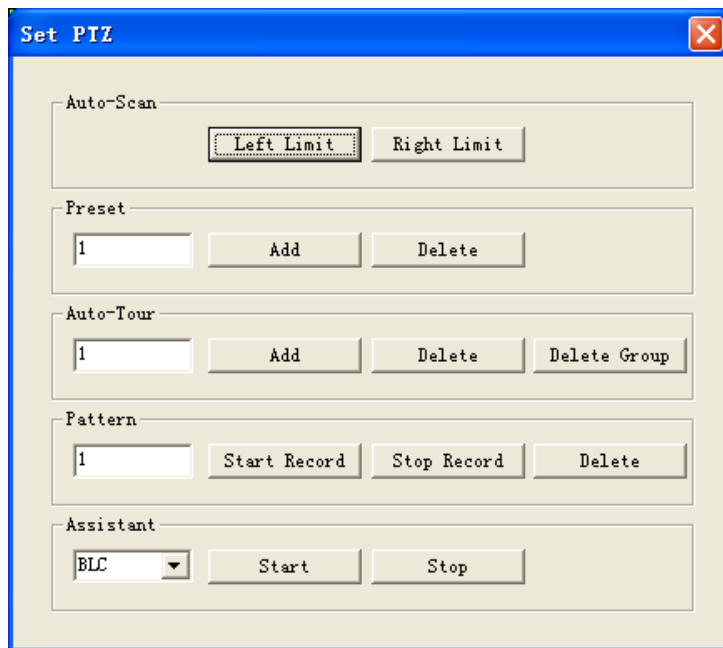 Set PTZ
Auto-Scan
Left Limit Right Limit
Preset
1 Add Delete
Auto-Tour
1 Add Delete Delete Group
Pattern
1 Start Record Stop Record Delete
Assistant
BLC Start Stop